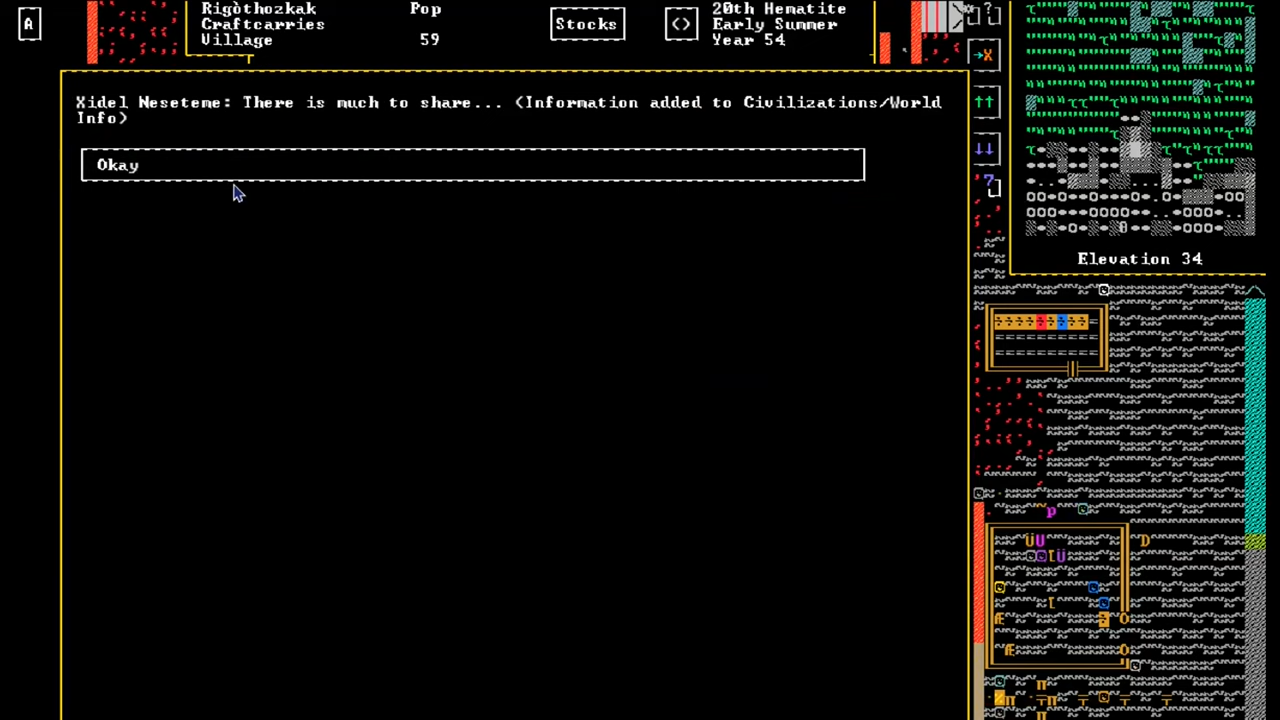 A
Rigòthozkak
Craftcarries
Village
Pop
59
Stocks
<>
20th Hematite
Early Summer
Year 54
Xidel Neseteme: There is much to share... (Information added to Civilizations/World
Info)
Okay
Elevation 34